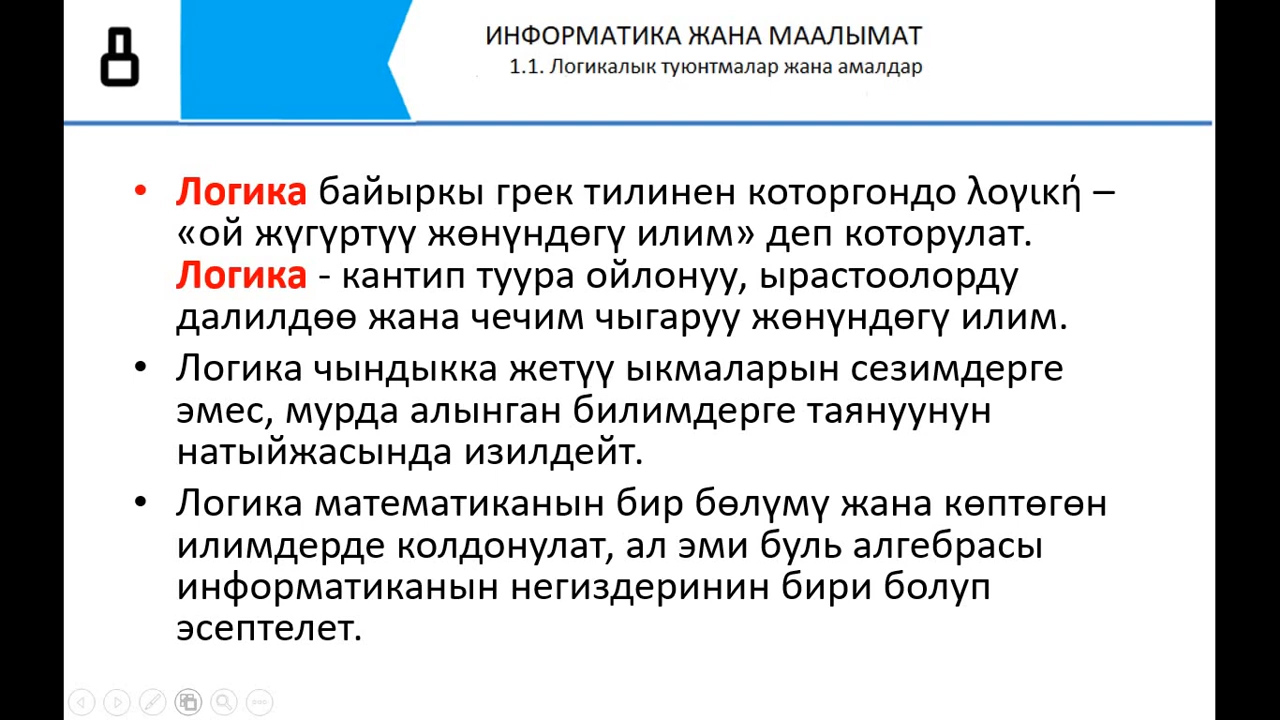 8
ИНФОРМАТИКА ЖАНА МААЛЫМАТ
1.1. Логикалык туюнтмалар жана амалдар
• Логика байыркы грек тилинен которгондо λογική –
«ой жүгүртүү жөнүндөгү илим» деп которулат.
Логика - кантип туура ойлонуу, ырастоолорду
далилдөө жана чечим чыгаруу жөнүндөгү илим.
• Логика чындыкка жетүү ыкмаларын сезимдерге
эмес, мурда алынган билимдерге таянуунун
натыйжасында изилдейт.
• Логика математиканын бир бөлүмү жана көптөгөн
илимдерде колдонулат, ал эми буль алгебрасы
информатиканын негиздеринин бири болуп
эсептелет.